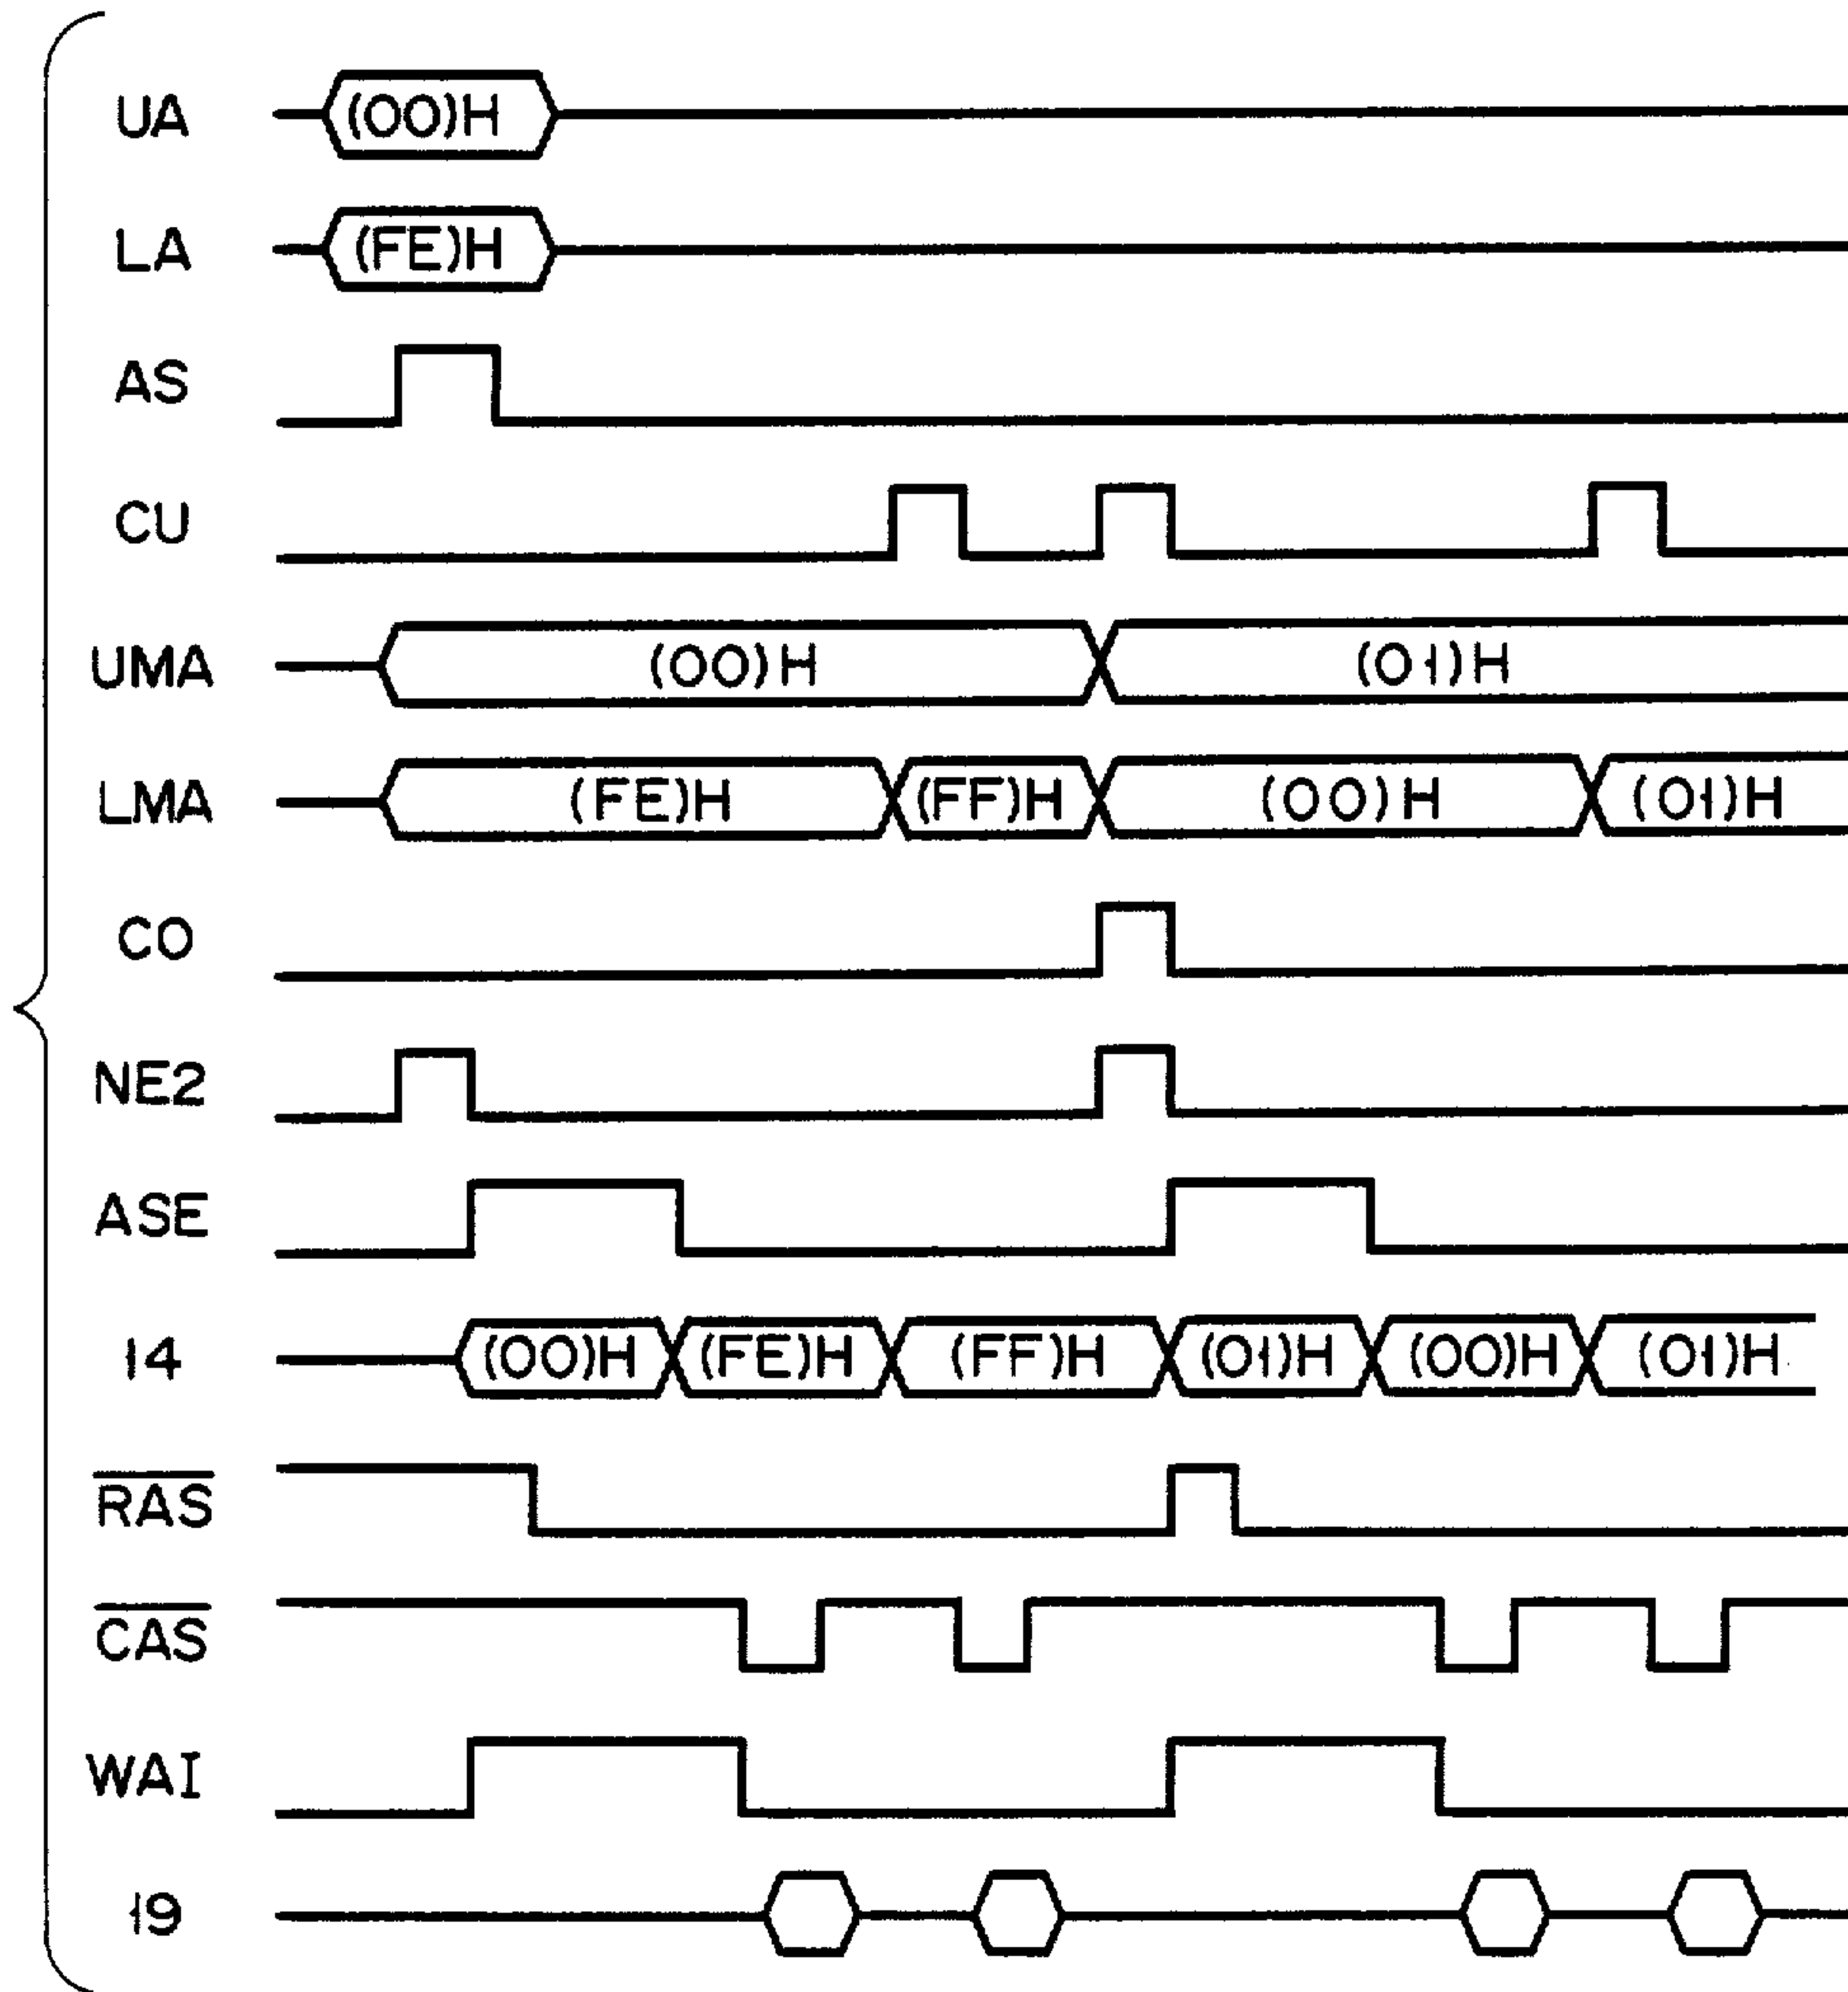 UA (00)H
LA (FE)H
AS
CU
UMA (00)H (01)H
LMA (FE)H (FF)H (00)H (01)H
CO
NE2
ASE
14 (00)H (FE)H (FF)H (01)H (00)H (01)H
RAS
CAS
WAI
19